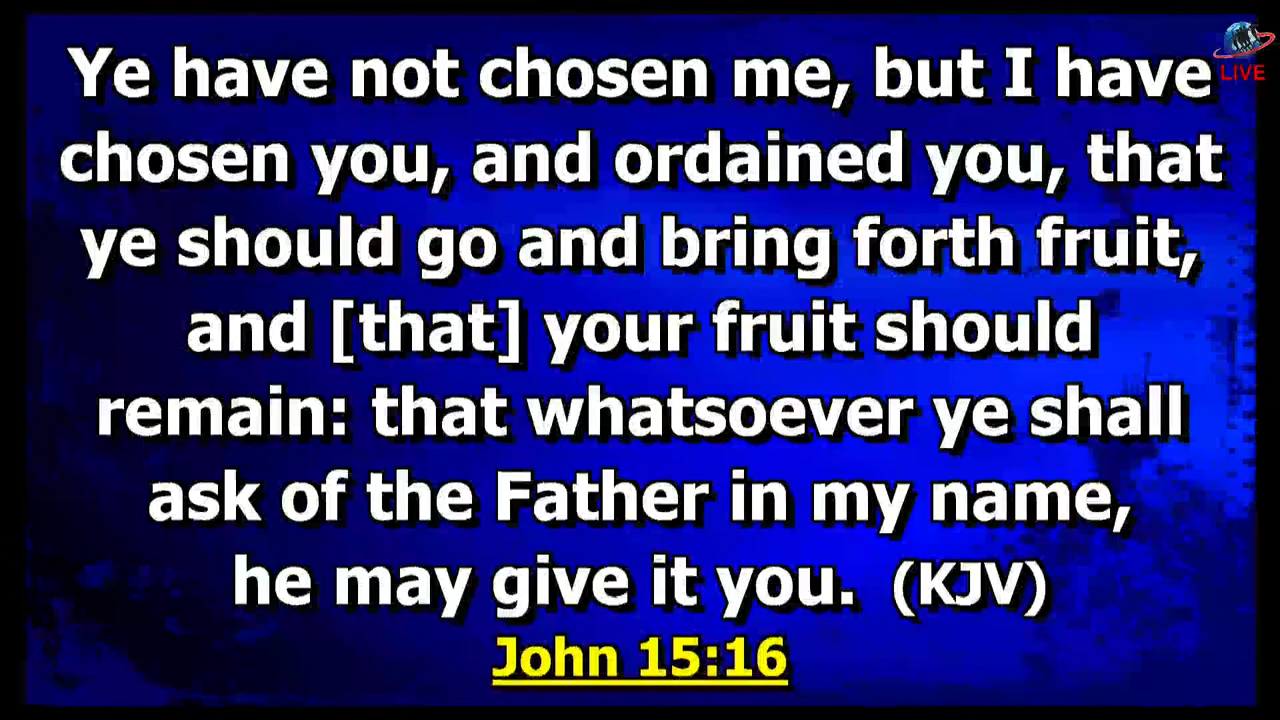 Ye have not chosen me, but I have
chosen you, and ordained you, that
ye should go and bring forth fruit,
and [that] your fruit should
remain: that whatsoever ye shall
ask of the Father in my name,
he may give it you. (KJV)
John 15:16
LIVE